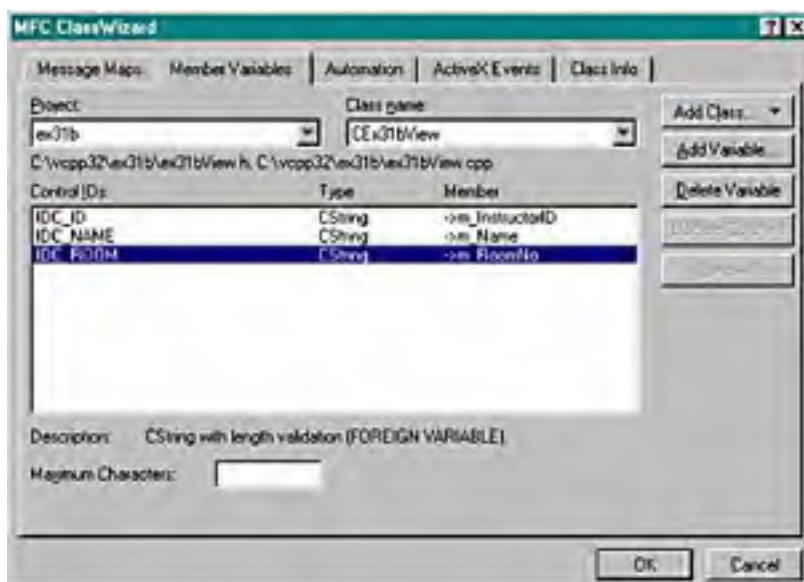 MFC ClassWizard
Message Maps Member Variables Automation ActiveX Events Class Info
Project: Class name:
ex31b CEx31bView
Add Class...
C:\vcpp32\ex31b\ex31bView.h, C:\vcpp32\ex31b\ex31bView.cpp
Add Variable...
Control IDs: Type Member
Delete Variable
IDC_ID CString ->m_InstructorID
IDC_NAME CString ->m_Name
IDC_ROOM CString ->m_RoomNo
Description: CString with length validation (FOREIGN VARIABLE)
Maximum Characters:
OK Cancel